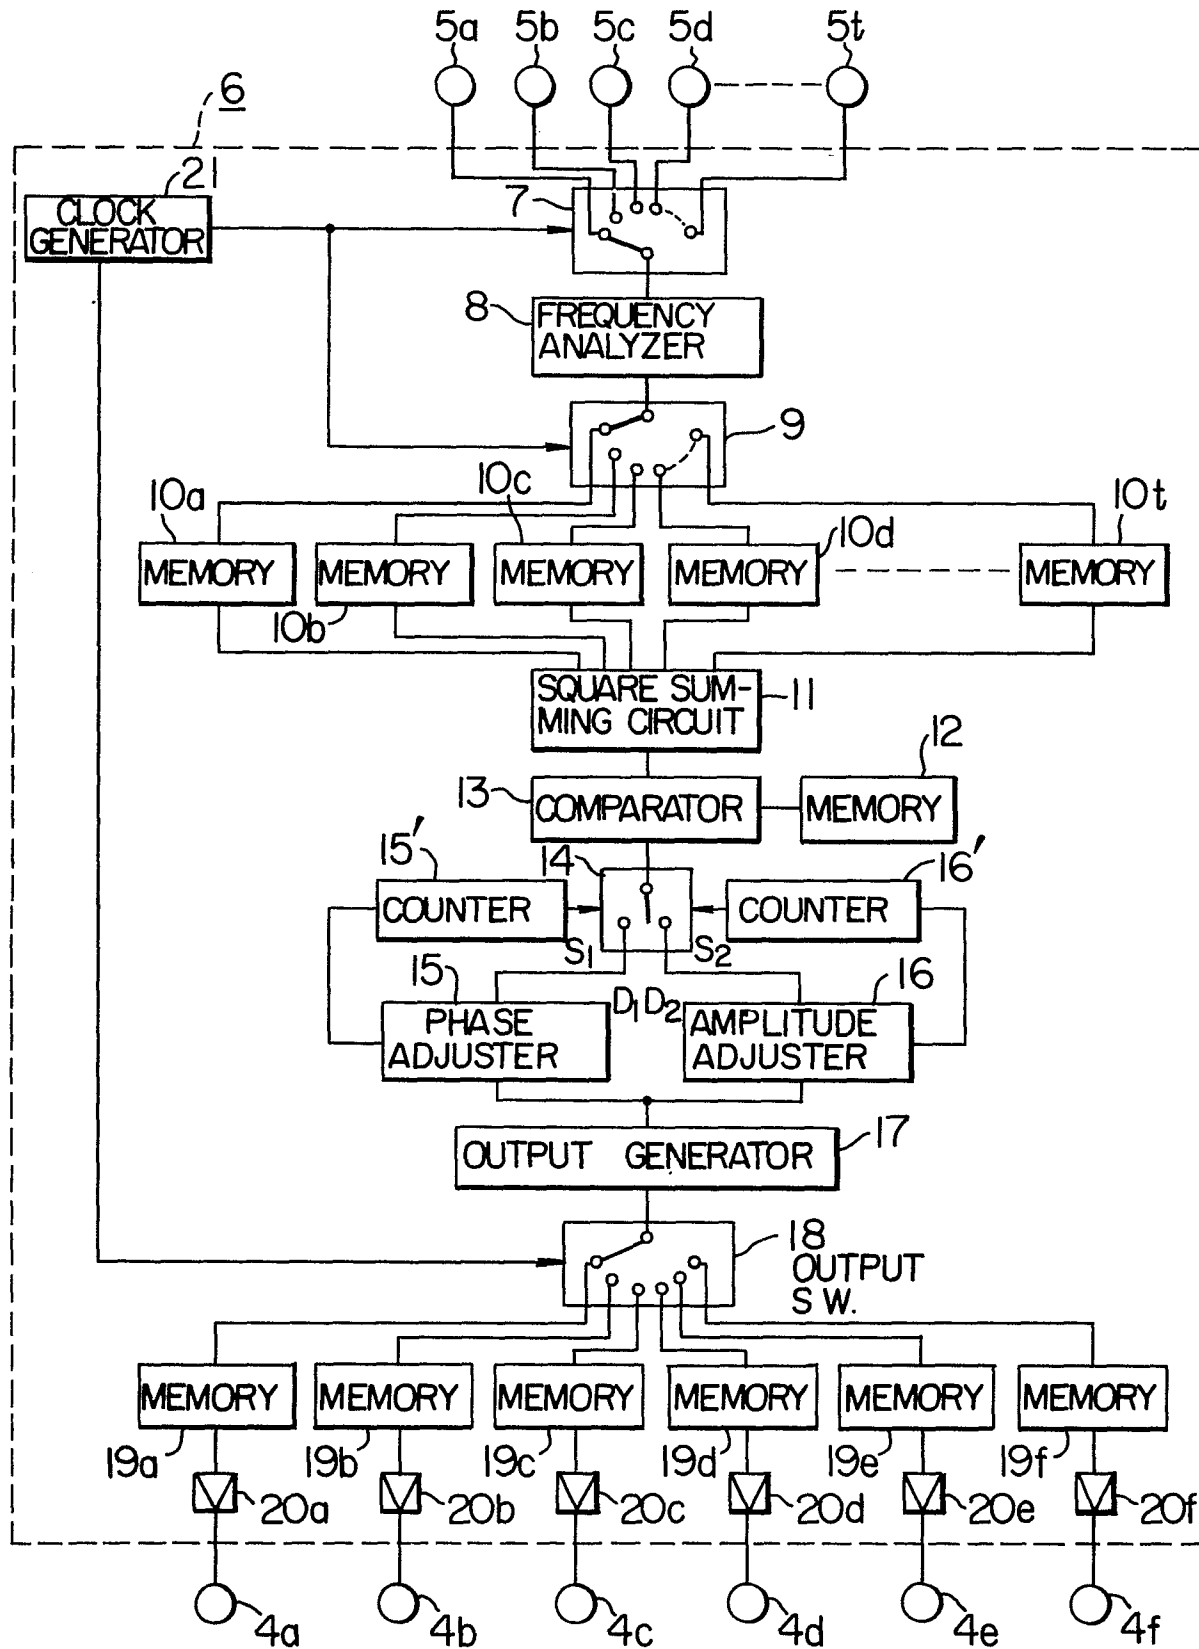 5a 5b 5c 5d 5t
6
21
CLOCK
GENERATOR
7
8
FREQUENCY
ANALYZER
9
10a 10c 10t
10d
MEMORY MEMORY MEMORY MEMORY MEMORY
10b
SQUARE SUM-
MING CIRCUIT
11
12
13
COMPARATOR MEMORY
15' 14 16'
COUNTER COUNTER
S1 S2
15 D1 D2 16
PHASE
ADJUSTER
AMPLITUDE
ADJUSTER
17
OUTPUT GENERATOR
18
OUTPUT
SW.
MEMORY MEMORY MEMORY MEMORY MEMORY MEMORY
19a 19b 19c 19d 19e 19f
20a 20b 20c 20d 20e 20f
4a 4b 4c 4d 4e 4f